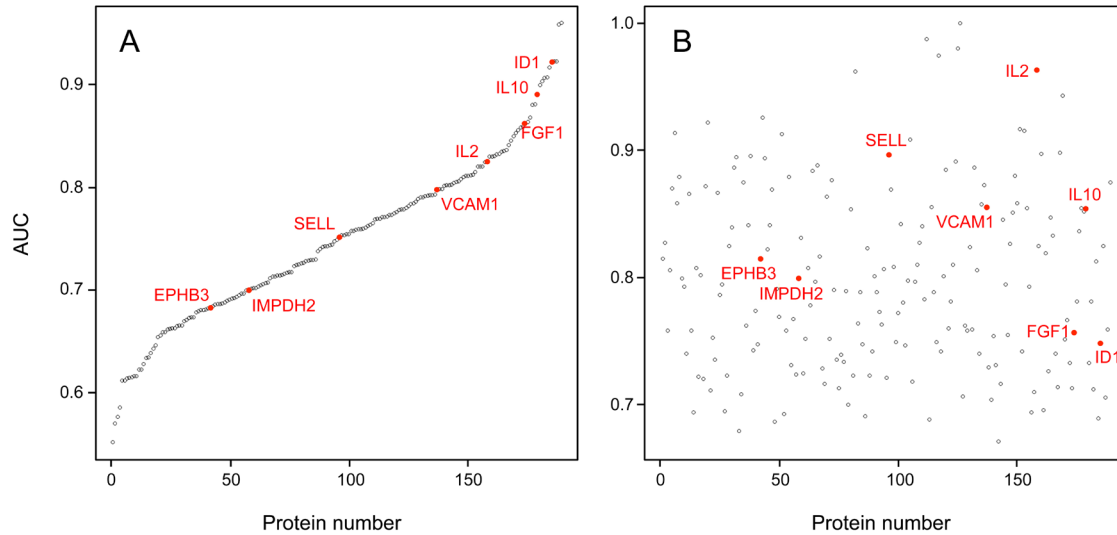 A
AUC
0.9
0.8
0.7
0.6
ID1
IL10
FGF1
IL2
VCAM1
SELL
EPHB3
IMPDH2
0
50
100
150
Protein number
B
1.0
0.9
0.8
0.7
IL2
SELL
IL10
VCAM1
EPHB3
IMPDH2
FGF1
ID1
0
50
100
150
Protein number